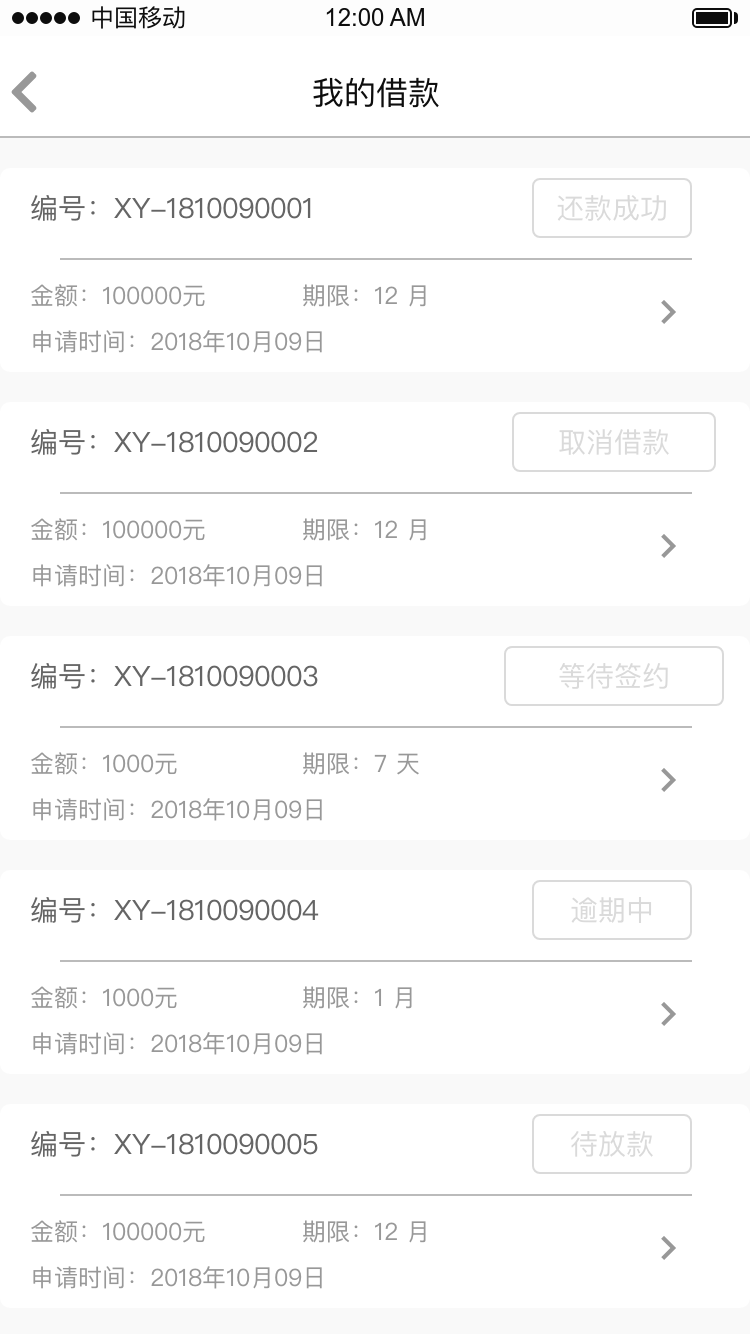 中国移动 12:00 AM
我的借款
编号：XY-1810090001 还款成功
金额：100000元 期限：12 月
申请时间：2018年10月09日
编号：XY-1810090002 取消借款
金额：100000元 期限：12 月
申请时间：2018年10月09日
编号：XY-1810090003 等待签约
金额：1000元 期限：7 天
申请时间：2018年10月09日
编号：XY-1810090004 逾期中
金额：1000元 期限：1 月
申请时间：2018年10月09日
编号：XY-1810090005 待放款
金额：100000元 期限：12 月
申请时间：2018年10月09日